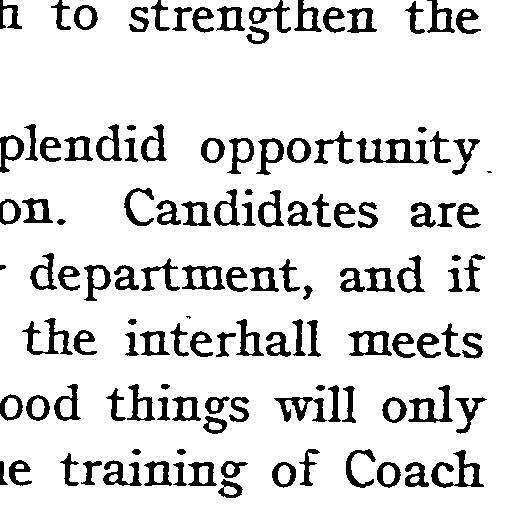 to strengthen the
plendid opportunity
on. Candidates are
department, and if
the interhall meets
ood things will only
training of Coach